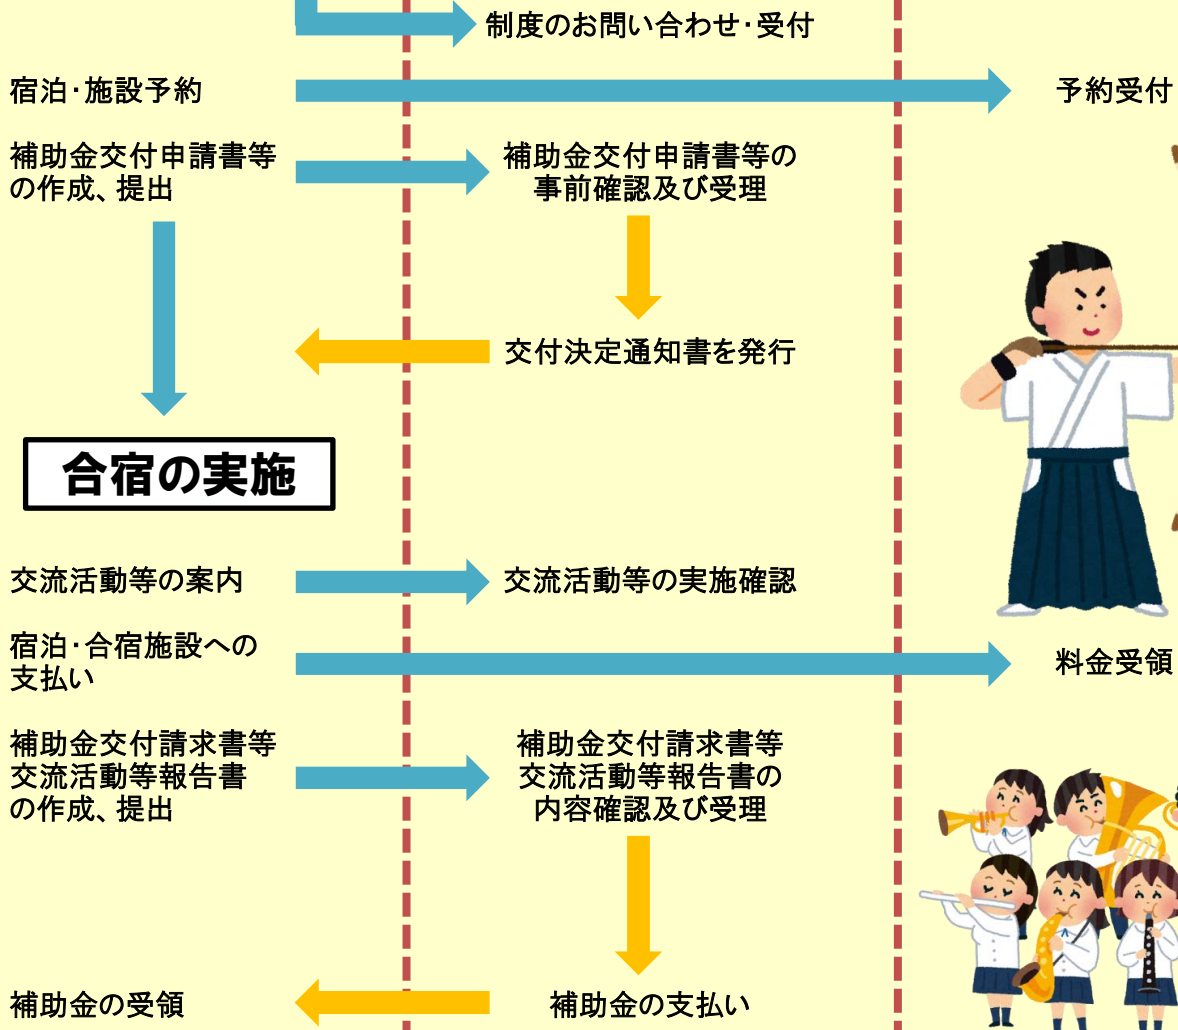 制度のお問い合わせ・受付
宿泊・施設予約
予約受付
補助金交付申請書等
の作成、提出
補助金交付申請書等の
事前確認及び受理
交付決定通知書を発行
合宿の実施
交流活動等の案内
交流活動等の実施確認
宿泊・合宿施設への
支払い
料金受領
補助金交付請求書等
交流活動等報告書
の作成、提出
補助金交付請求書等
交流活動等報告書の
内容確認及び受理
補助金の受領
補助金の支払い